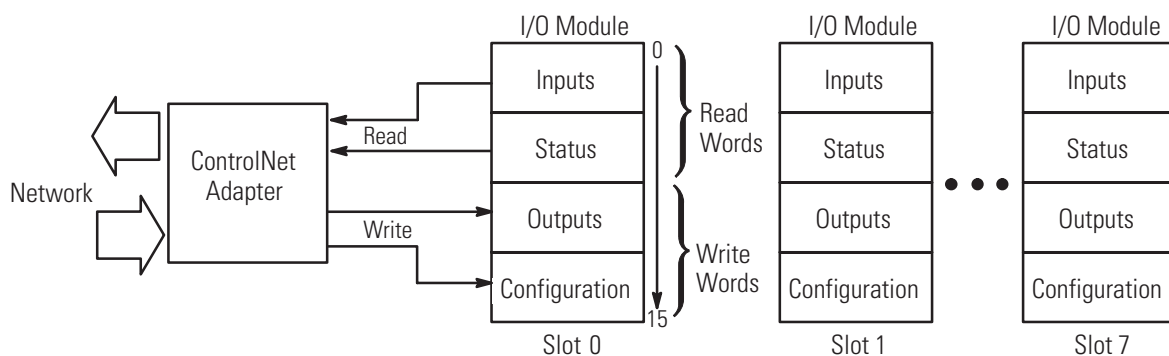 I/O Module
I/O Module
I/O Module
0
Inputs
Inputs
Inputs
Read
Words
Read
Status
Status
Status
ControlNet
Adapter
Network
Outputs
Outputs
Outputs
Write
Write
Words
Configuration
Configuration
Configuration
15
Slot 0
Slot 1
Slot 7